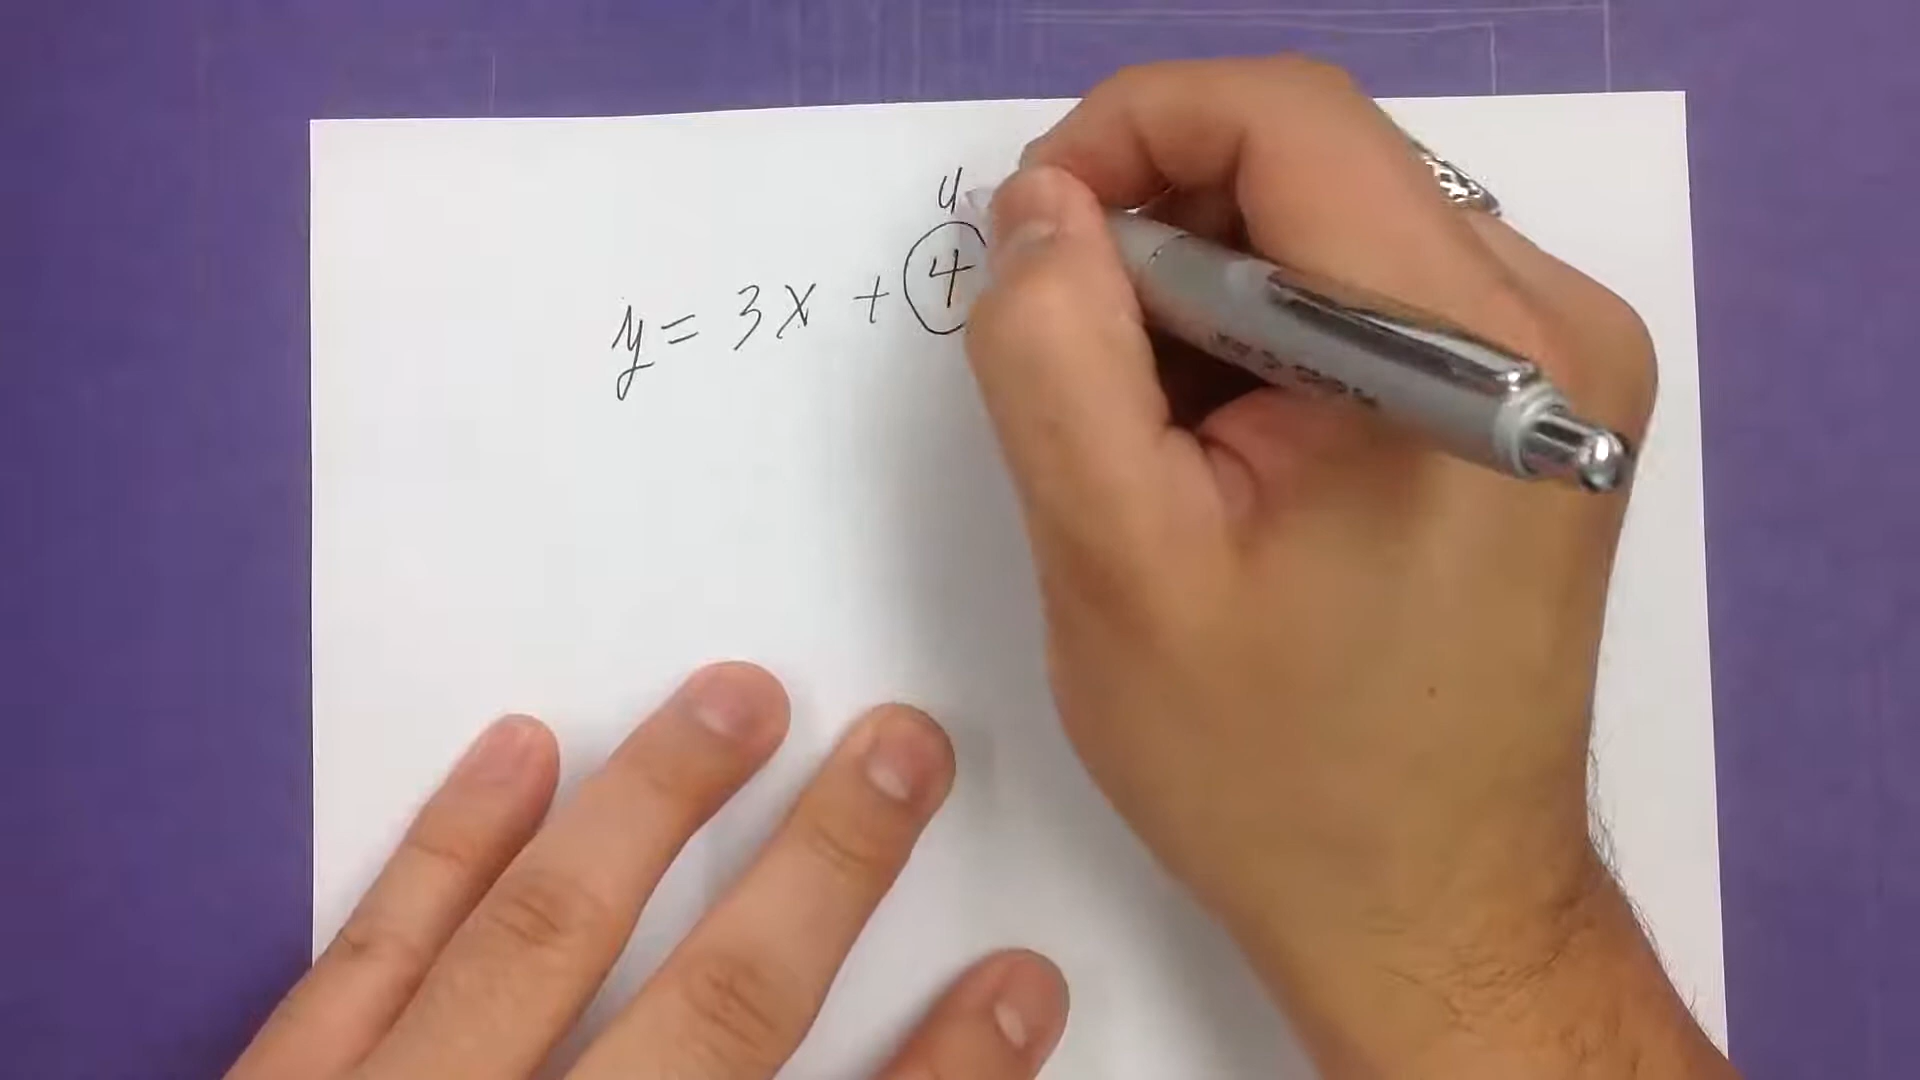 y
y = 3x + 4